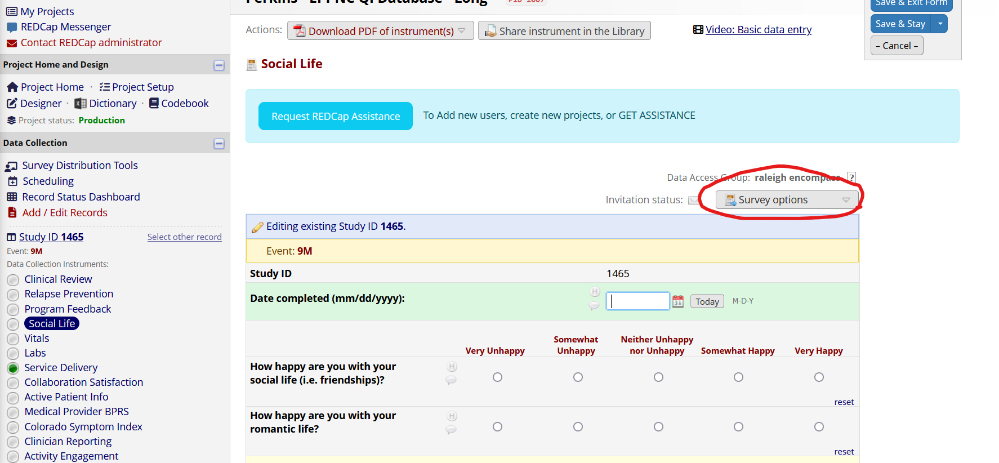 My Projects
REDCap Messenger
Contact REDCap administrator
Project Home and Design
Project Home · Project Setup
Designer · Dictionary · Codebook
Project status: Production
Data Collection
Survey Distribution Tools
Scheduling
Record Status Dashboard
Add / Edit Records
Study ID 1465 Select other record
Event: 9M
Data Collection Instruments:
Clinical Review
Relapse Prevention
Program Feedback
Social Life
Vitals
Labs
Service Delivery
Collaboration Satisfaction
Active Patient Info
Medical Provider BPRS
Colorado Symptom Index
Clinician Reporting
Activity Engagement
Save & Exit Form
Save & Stay
– Cancel –
Actions: Download PDF of instrument(s) Share instrument in the Library Video: Basic data entry
Social Life
Request REDCap Assistance To Add new users, create new projects, or GET ASSISTANCE
Data Access Group: raleigh encompass ?
Invitation status: Survey options
Editing existing Study ID 1465.
Event: 9M
Study ID 1465
Date completed (mm/dd/yyyy): H 31 Today M-D-Y
Very Unhappy Somewhat Unhappy Neither Unhappy nor Unhappy Somewhat Happy Very Happy
How happy are you with your H
social life (i.e. friendships)?
reset
How happy are you with your H
romantic life?
reset